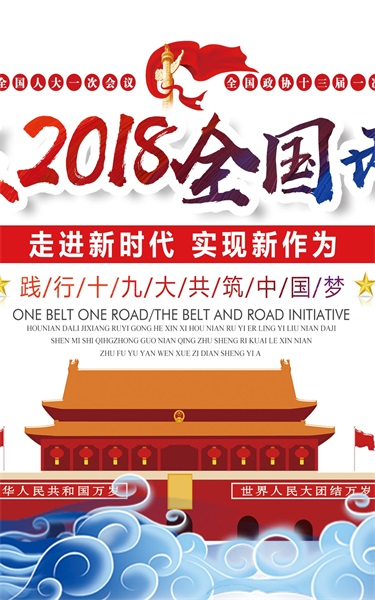 全国人大一次会议 全国政协十三届一次
2018全国
走进新时代 实现新作为
践/行/十/九/大/共/筑/中/国/梦
ONE BELT ONE ROAD/THE BELT AND ROAD INITIATIVE
HOUNIAN DALI JIXIANG RUYI GONG HE XIN XI HOU NIAN RU YI ER LING YI LIU NIAN DAJI
SHEN MI SHI QIHGZHONG GUO NIAN QING ZHU SHENG RI KUAI LE XIN NIAN
ZHU FU YU YAN WEN XUE ZI DIAN SHENG YI A
华人民共和国万岁 世界人民大团结万岁